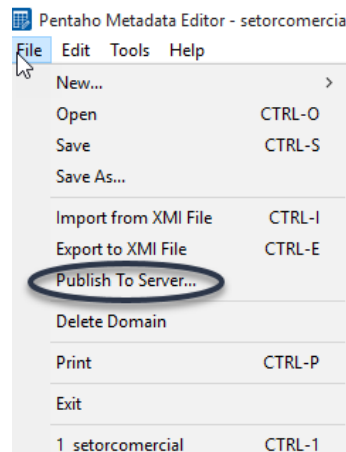 Pentaho Metadata Editor - setorcomercia
File Edit Tools Help
New... >
Open CTRL-O
Save CTRL-S
Save As...
Import from XMI File CTRL-I
Export to XMI File CTRL-E
Publish To Server...
Delete Domain
Print CTRL-P
Exit
1 setorcomercial CTRL-1